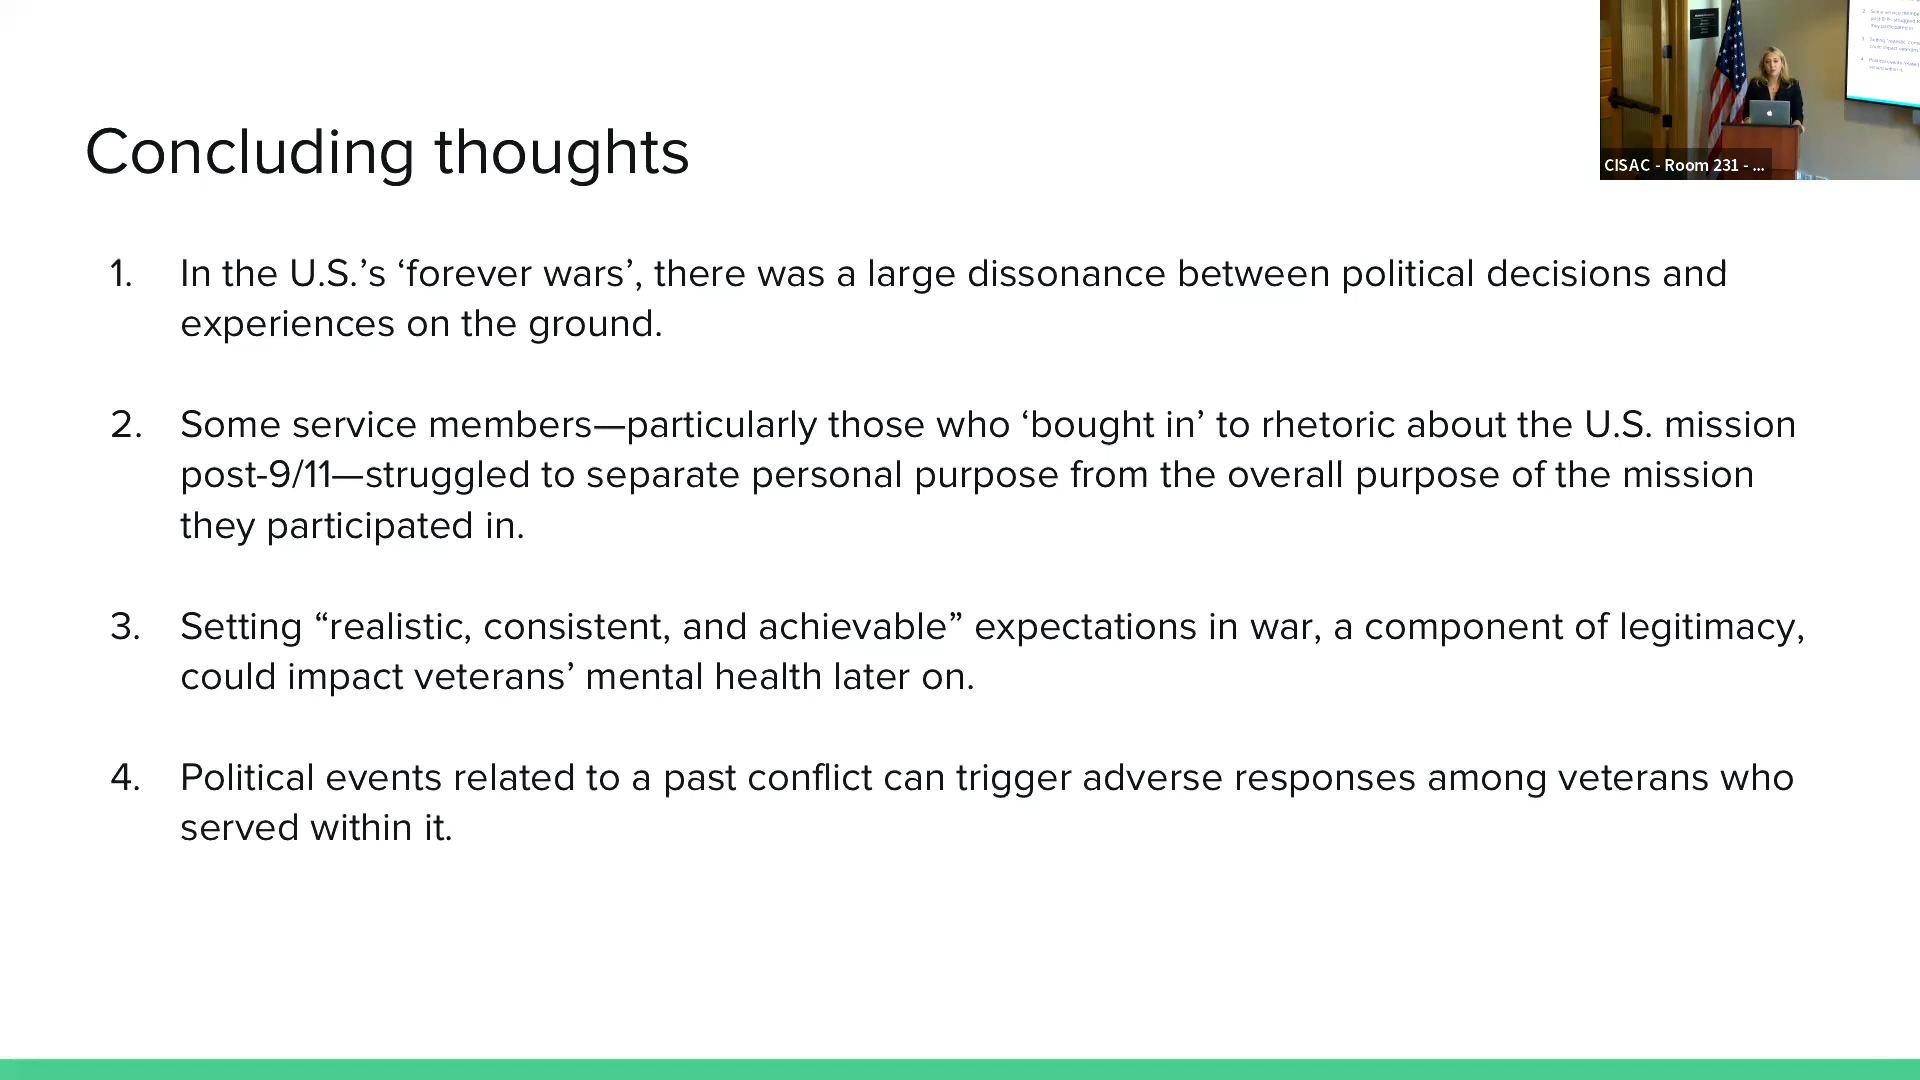 Concluding thoughts
1. In the U.S.’s ‘forever wars’, there was a large dissonance between political decisions and
experiences on the ground.
2. Some service members—particularly those who ‘bought in’ to rhetoric about the U.S. mission
post-9/11—struggled to separate personal purpose from the overall purpose of the mission
they participated in.
3. Setting “realistic, consistent, and achievable” expectations in war, a component of legitimacy,
could impact veterans’ mental health later on.
4. Political events related to a past conflict can trigger adverse responses among veterans who
served within it.
CISAC - Room 231 - ...